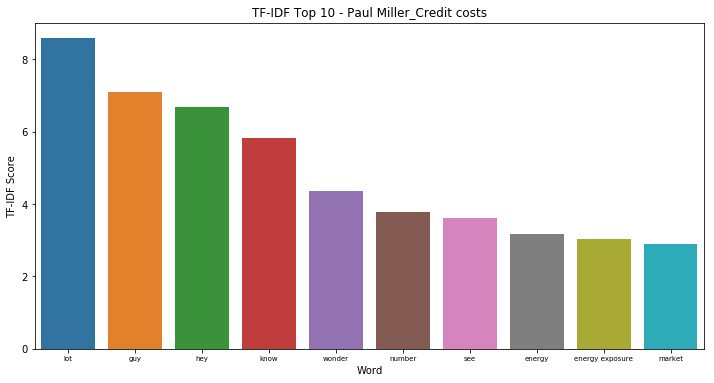 TF-IDF Top 10 - Paul Miller_Credit costs
TF-IDF Score
8
6
4
2
0
lot guy hey know wonder number see energy energy exposure market
Word